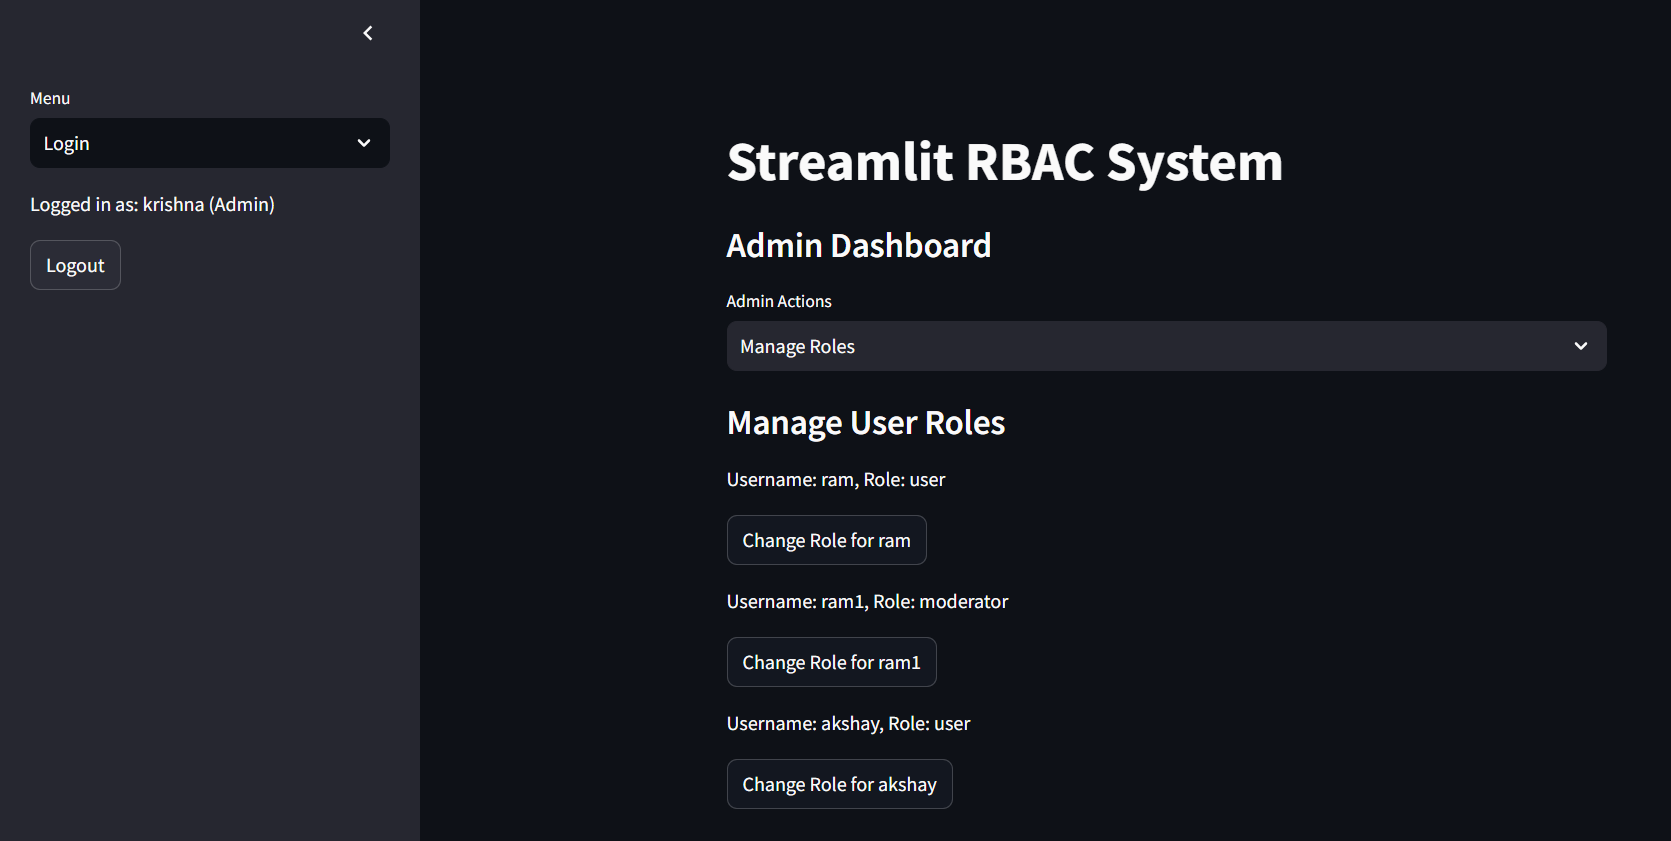 Menu
Login
Logged in as: krishna (Admin)
Logout
Streamlit RBAC System
Admin Dashboard
Admin Actions
Manage Roles
Manage User Roles
Username: ram, Role: user
Change Role for ram
Username: ram1, Role: moderator
Change Role for ram1
Username: akshay, Role: user
Change Role for akshay